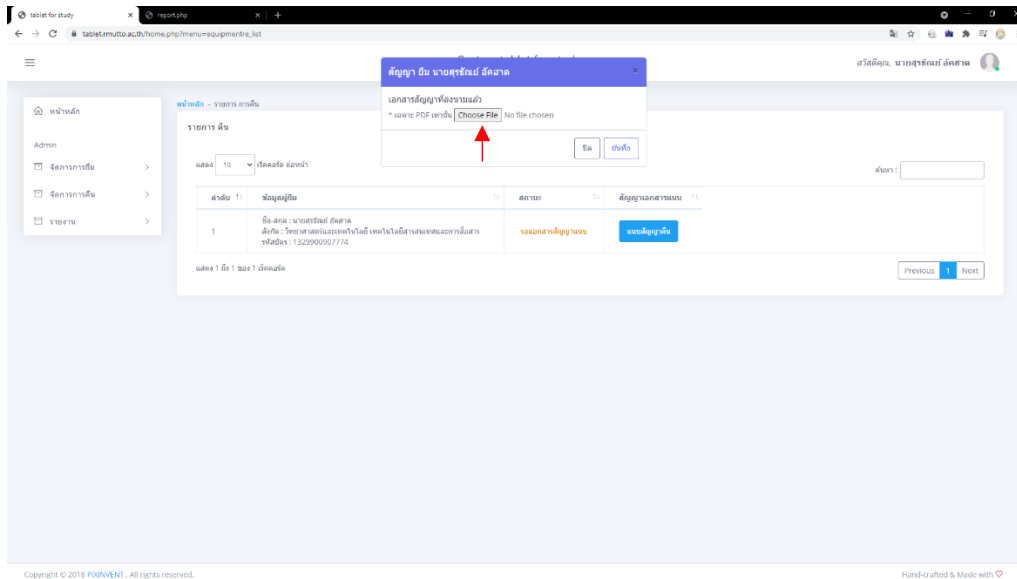 tablet for study
report.php
tablet.rmutto.ac.th/home.php?menu=equipmentre_list
สวัสดีคุณ, นายสุรธัณย์ อัคฮาด
สัญญา ยืม นายสุรธัณย์ อัคฮาด
เอกสารสัญญาที่ลงนามแล้ว
* เฉพาะ PDF เท่านั้น Choose File No file chosen
ปิด บันทึก
หน้าหลัก
Admin
จัดการการยืม
จัดการการคืน
รายงาน
หน้าหลัก - รายการ การคืน
รายการ คืน
แสดง 10 เร็คคอร์ด ต่อหน้า
ค้นหา :
ลำดับ ข้อมูลผู้ยืม สถานะ สัญญาเอกสารแนบ
1
ชื่อ-สกุล : นายสุรธัณย์ อัคฮาด
สังกัด : วิทยาศาสตร์และเทคโนโลยี เทคโนโลยีสารสนเทศและการสื่อสาร
รหัสบัตร : 1329900907774
รอเอกสารสัญญาแนบ
แนบสัญญาคืน
แสดง 1 ถึง 1 ของ 1 เร็คคอร์ด
Previous 1 Next
Copyright © 2018 PIXINVENT , All rights reserved.
Hand-crafted & Made with